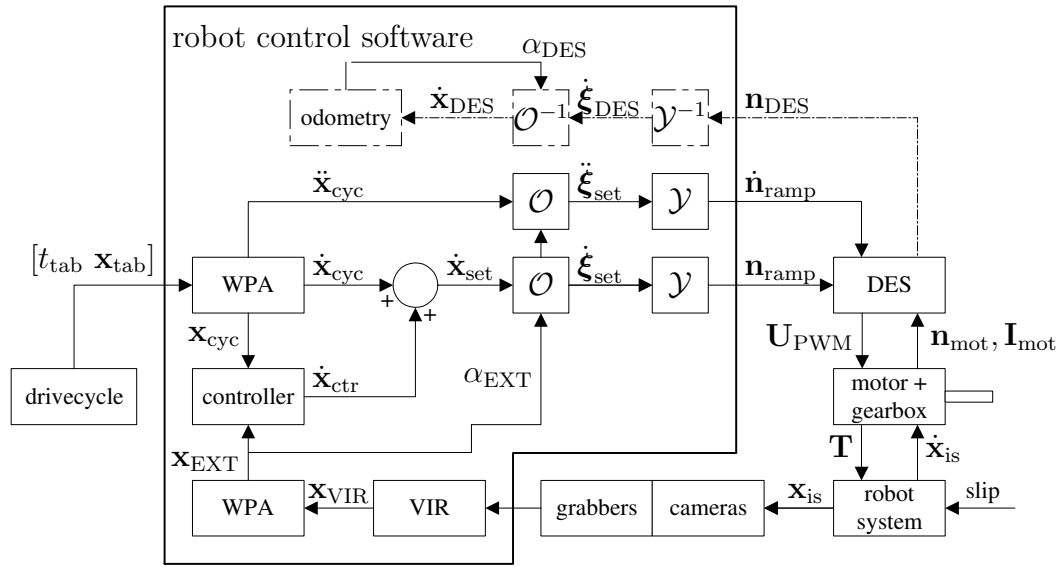 robot control software
α_DES
odometry
ẋ_DES
𝒪⁻¹
ξ̇_DES
𝒴⁻¹
n_DES
ẍ_cyc
𝒪
ξ̈_set
𝒴
ṅ_ramp
[t_tab x_tab]
WPA
ẋ_cyc
+
+
ẋ_set
𝒪
ξ̇_set
𝒴
n_ramp
DES
x_cyc
U_PWM
n_mot, I_mot
drivecycle
controller
ẋ_ctr
α_EXT
motor +
gearbox
x_EXT
T
ẋ_is
WPA
x_VIR
VIR
grabbers
cameras
x_is
robot
system
slip